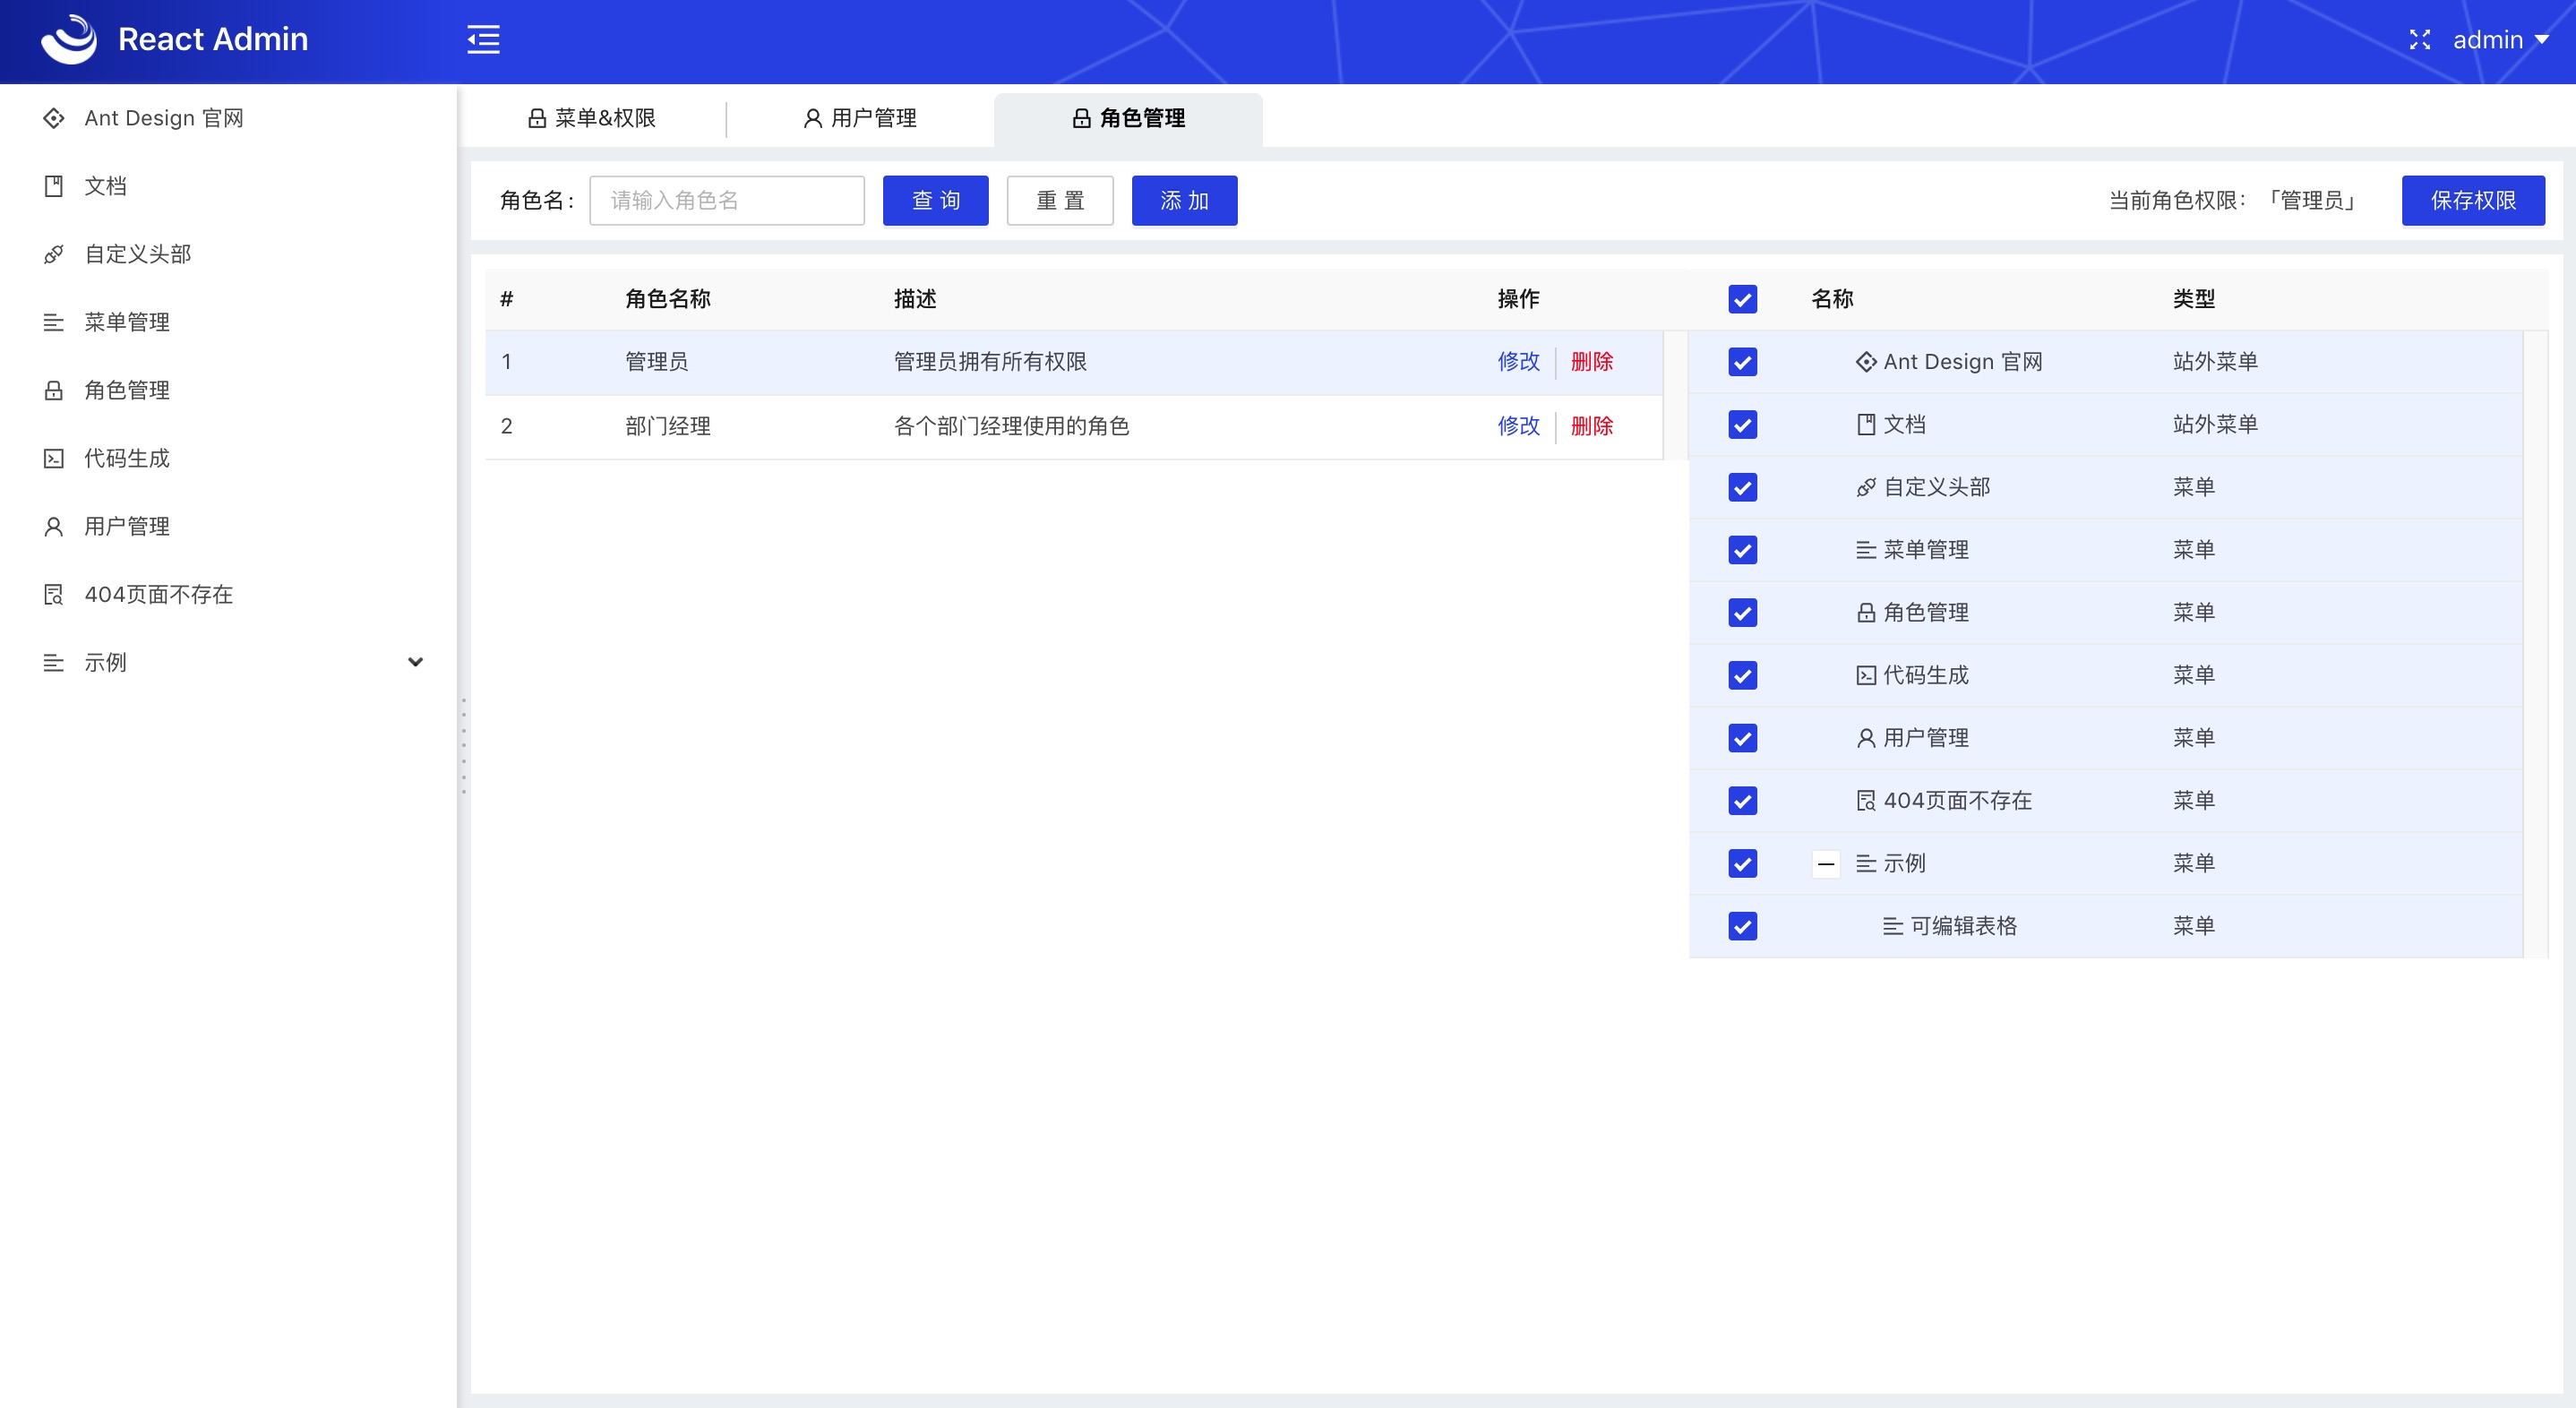 React Admin
admin
Ant Design 官网
文档
自定义头部
菜单管理
角色管理
代码生成
用户管理
404页面不存在
示例
菜单&权限 用户管理 角色管理
角色名: 请输入角色名 查 询 重 置 添 加 当前角色权限: 「管理员」 保存权限
# 角色名称 描述 操作
1 管理员 管理员拥有所有权限 修改 删除
2 部门经理 各个部门经理使用的角色 修改 删除
名称 类型
Ant Design 官网 站外菜单
文档 站外菜单
自定义头部 菜单
菜单管理 菜单
角色管理 菜单
代码生成 菜单
用户管理 菜单
404页面不存在 菜单
示例 菜单
可编辑表格 菜单